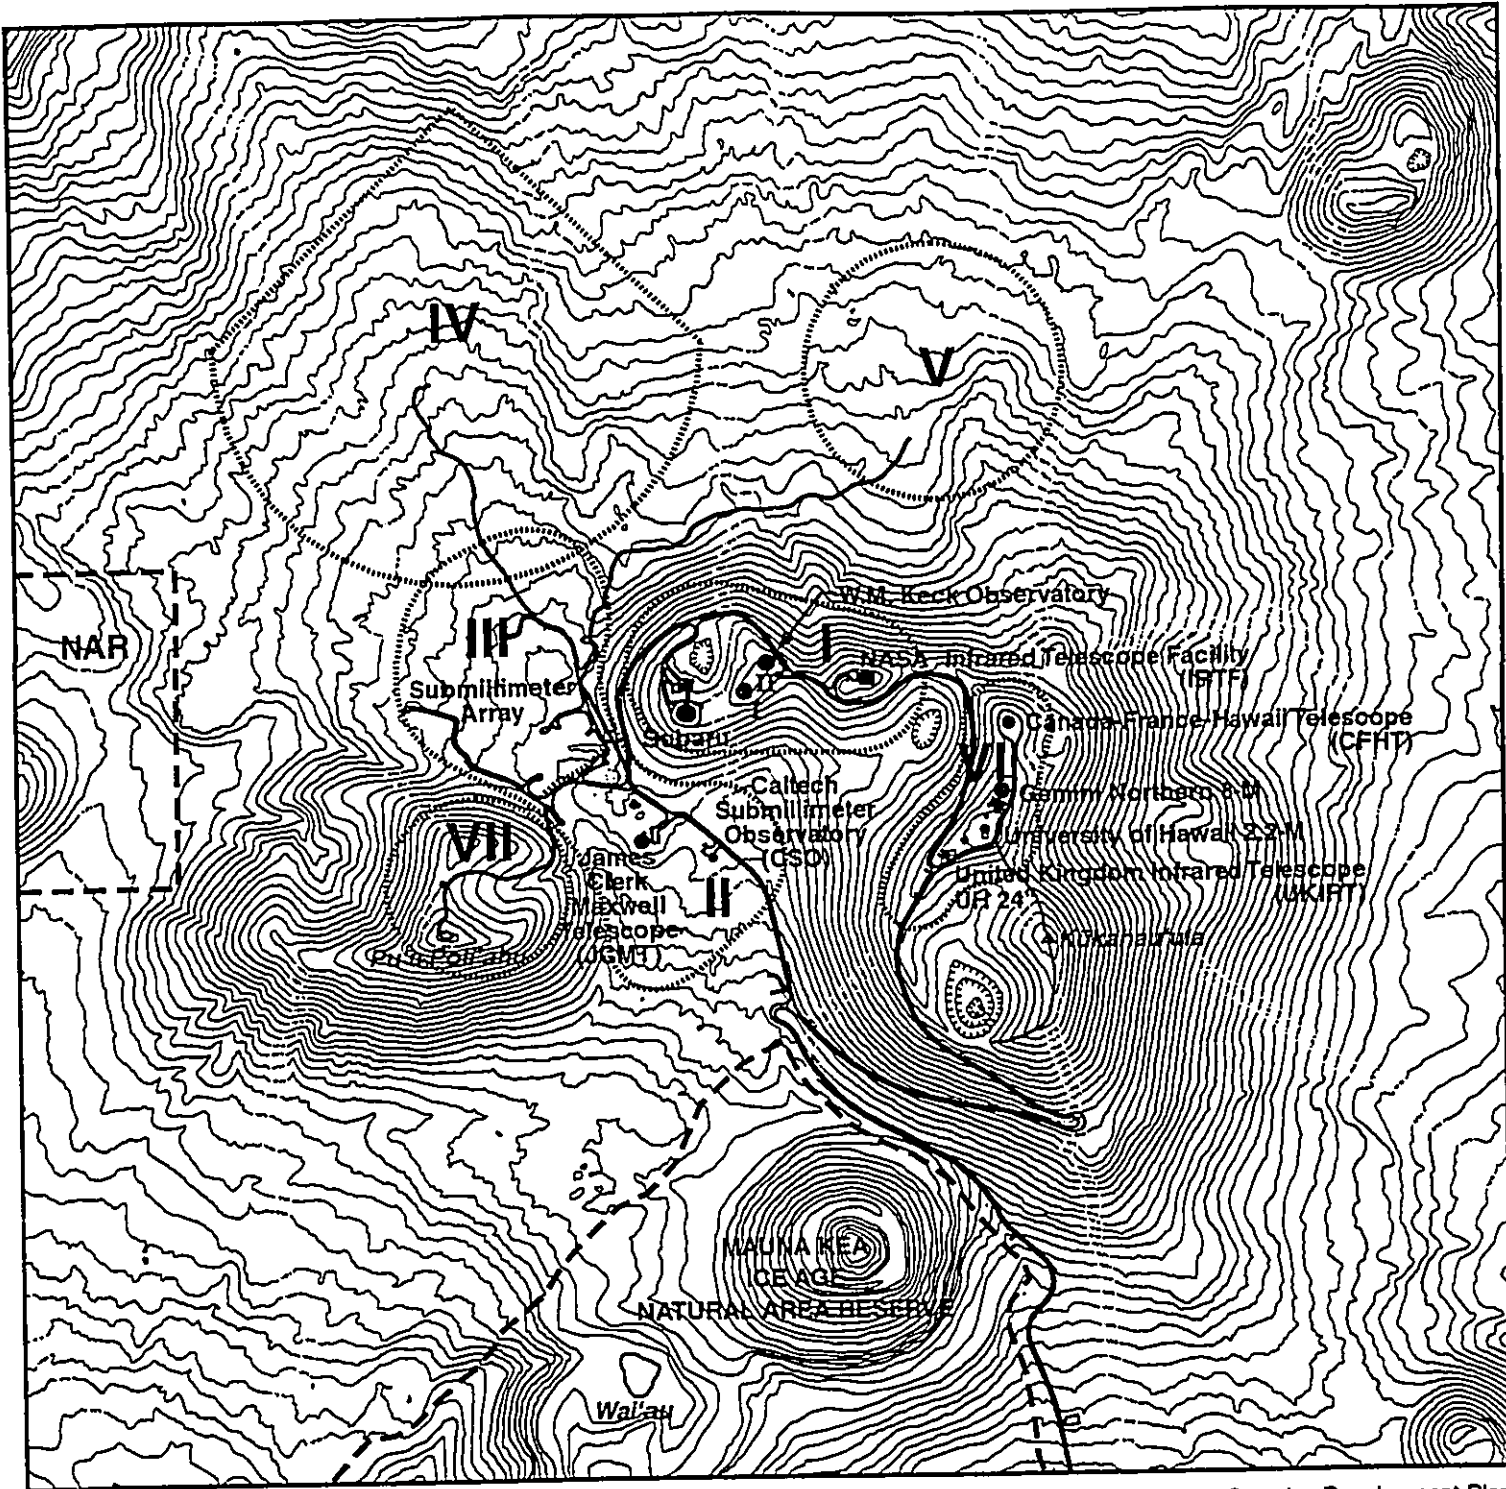 IV
V
W.M. Keck Observatory
I
NAR
III
NASA Infrared Telescope Facility
(IRTF)
Submillimeter
Array
Canada-France-Hawaii Telescope
(CFHT)
Subaru
VI
Caltech
Submillimeter
Observatory
(CSO)
Gemini Northern 8-M
University of Hawaii 2.2-M
VII
James
Clerk
Maxwell
Telescope
(JCMT)
II
United Kingdom Infrared Telescope
(UKIRT)
UH 24"
Kūkahau'ula
Pu'u Poli'ahu
MAUNA KEA
ICE AGE
NATURAL AREA RESERVE
Wai'au